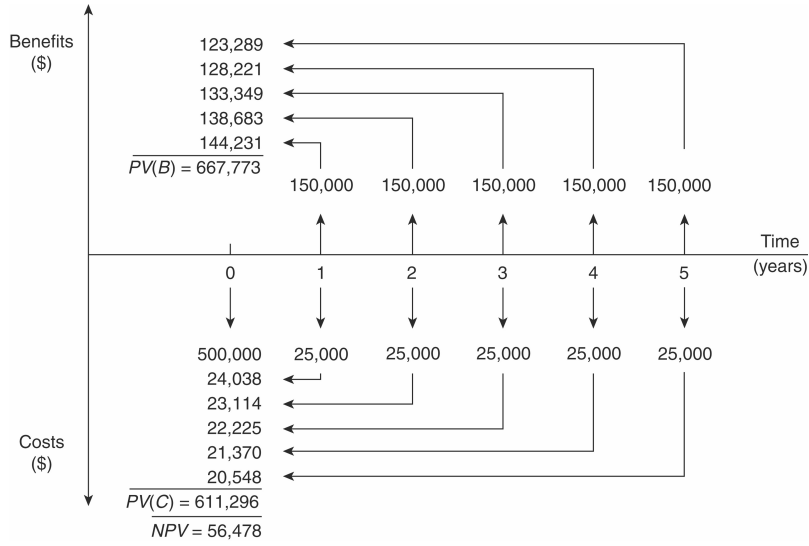 Benefits
($)
123,289
128,221
133,349
138,683
144,231
PV(B) = 667,773
150,000 150,000 150,000 150,000 150,000
Time
(years)
0 1 2 3 4 5
500,000 25,000 25,000 25,000 25,000 25,000
24,038
23,114
22,225
21,370
20,548
Costs
($)
PV(C) = 611,296
NPV = 56,478